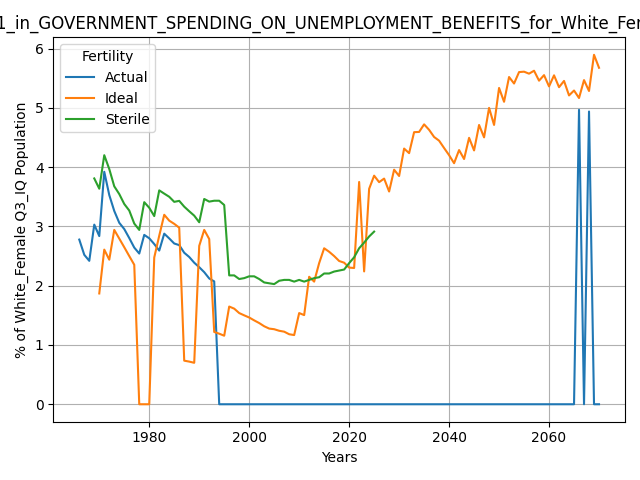 1_in_GOVERNMENT_SPENDING_ON_UNEMPLOYMENT_BENEFITS_for_White_Fe
Fertility
Actual
Ideal
Sterile
% of White_Female Q3_IQ Population
6
5
4
3
2
1
0
1980 2000 2020 2040 2060
Years